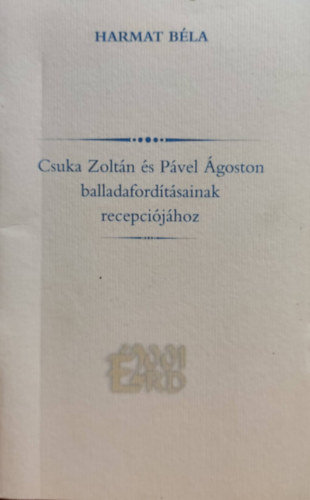 HARMAT BÉLA
Csuka Zoltán és Pável Ágoston
balladafordításainak
recepciójához